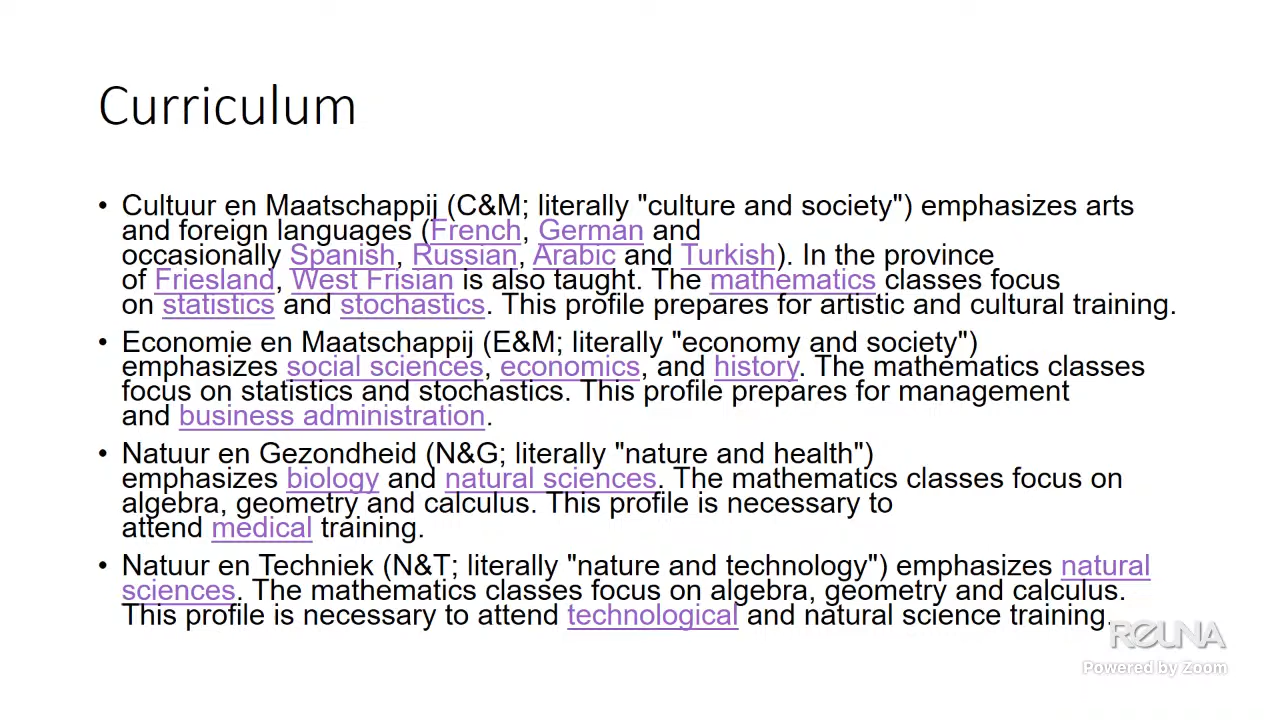 Curriculum
• Cultuur en Maatschappij (C&M; literally "culture and society") emphasizes arts
and foreign languages (French, German and
occasionally Spanish, Russian, Arabic and Turkish). In the province
of Friesland, West Frisian is also taught. The mathematics classes focus
on statistics and stochastics. This profile prepares for artistic and cultural training.
• Economie en Maatschappij (E&M; literally "economy and society")
emphasizes social sciences, economics, and history. The mathematics classes
focus on statistics and stochastics. This profile prepares for management
and business administration.
• Natuur en Gezondheid (N&G; literally "nature and health")
emphasizes biology and natural sciences. The mathematics classes focus on
algebra, geometry and calculus. This profile is necessary to
attend medical training.
• Natuur en Techniek (N&T; literally "nature and technology") emphasizes natural
sciences. The mathematics classes focus on algebra, geometry and calculus.
This profile is necessary to attend technological and natural science training.
REUNA
Powered by Zoom